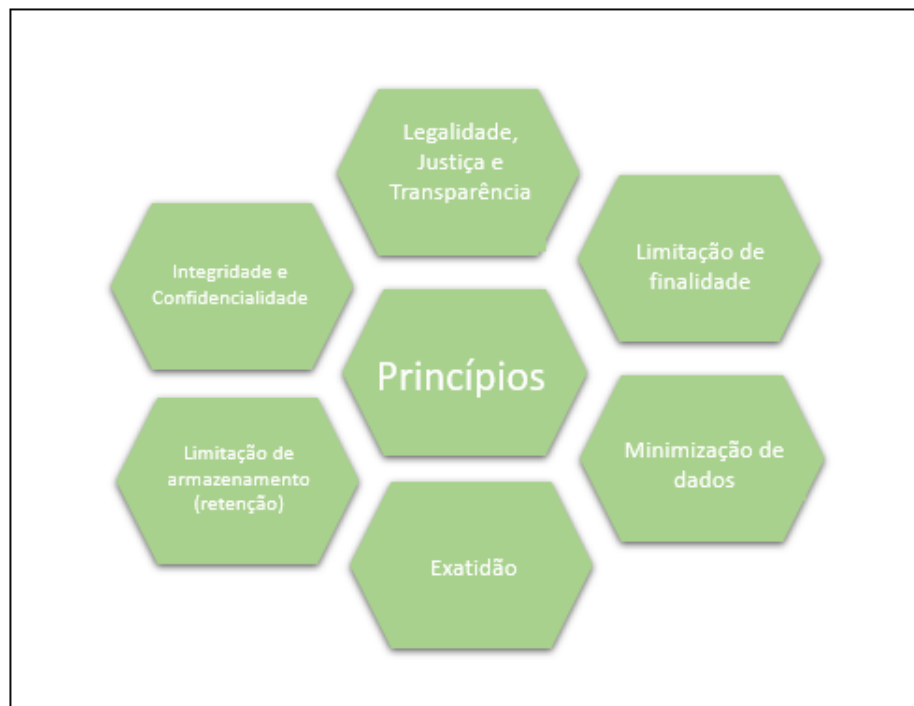 Legalidade,
Justiça e
Transparência
Limitação de
finalidade
Integridade e
Confidencialidade
Princípios
Minimização de
dados
Limitação de
armazenamento
(retenção)
Exatidão